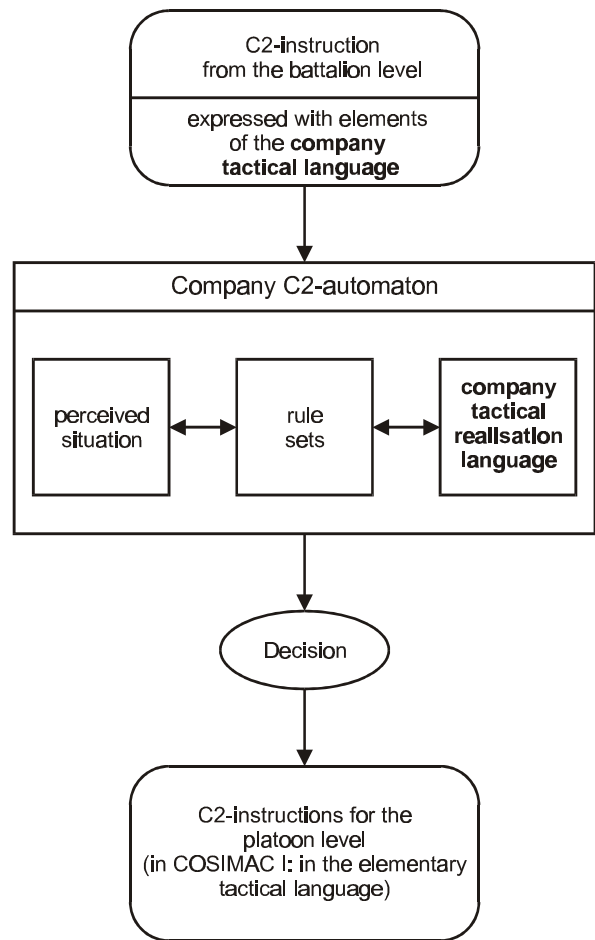 C2-instruction
from the battalion level
expressed with elements
of the company
tactical language
Company C2-automaton
perceived
situation
rule
sets
company
tactical
reallsation
language
Decision
C2-instructions for the
platoon level
(in COSIMAC I: in the elementary
tactical language)